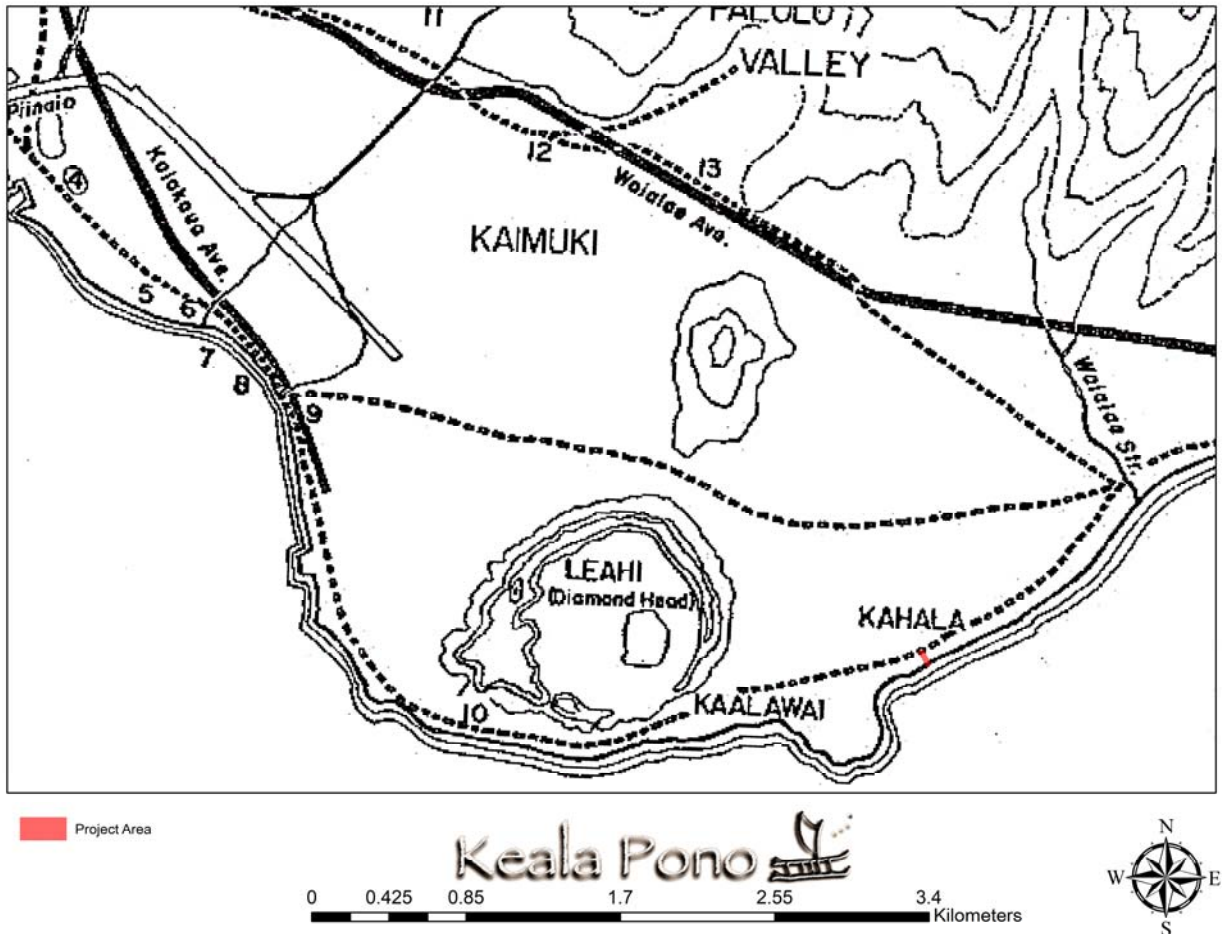 11
PALOLO
VALLEY
Piinaio
Kalakaua Ave.
12
13
Waialae Ave.
KAIMUKI
5
6
7
8
9
Waialae Str.
LEAHI
(Diamond Head)
KAHALA
KAALAWAI
10
Project Area
Keala Pono
N
W E
S
0 0.425 0.85 1.7 2.55 3.4
Kilometers